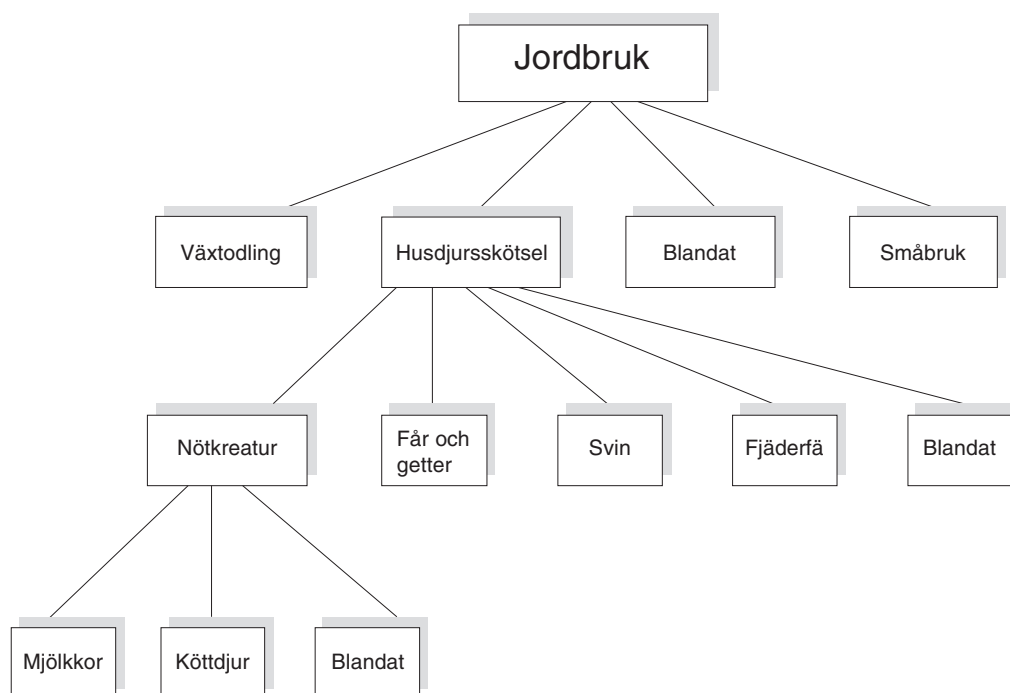 Jordbruk
Växtodling
Husdjursskötsel
Blandat
Småbruk
Nötkreatur
Får och
getter
Svin
Fjäderfä
Blandat
Mjölkkor
Köttdjur
Blandat